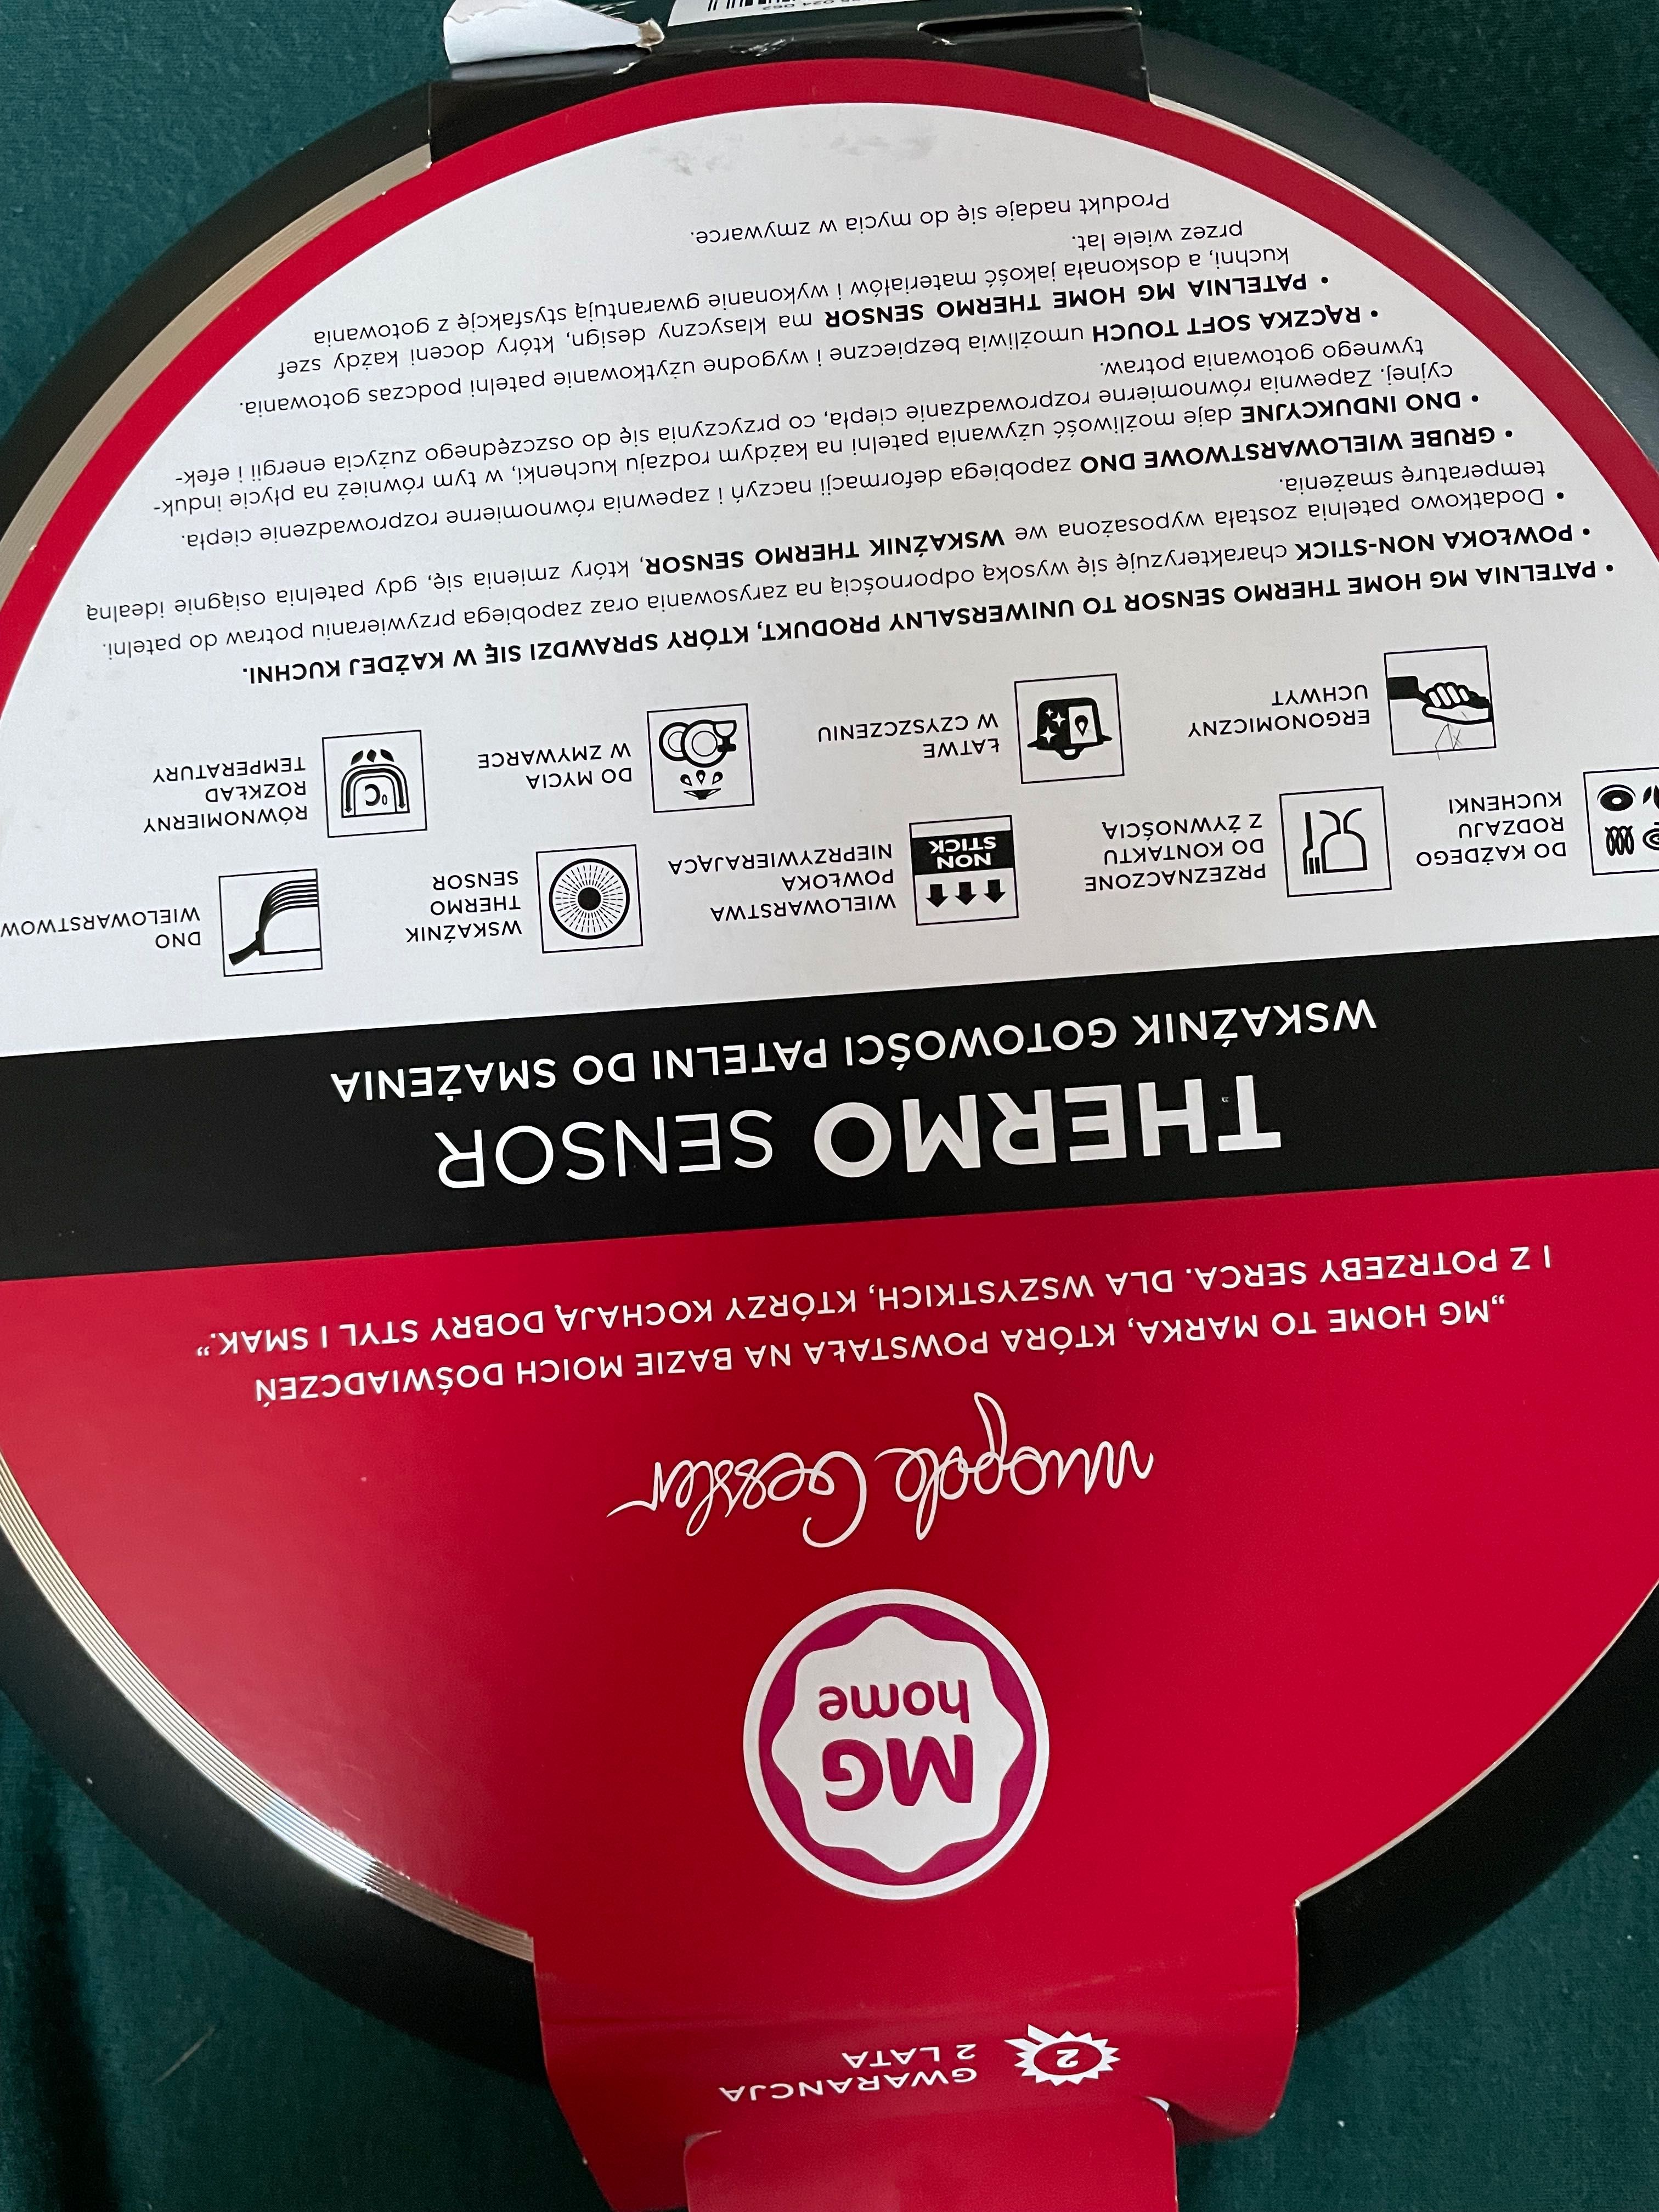 GWARANCJA
2 LATA
2
MG
home
Magda Gessler
„MG HOME TO MARKA, KTÓRA POWSTAŁA NA BAZIE MOICH DOŚWIADCZEŃ
I Z POTRZEBY SERCA. DLA WSZYSTKICH, KTÓRZY KOCHAJĄ DOBRY STYL I SMAK.”
THERMO SENSOR
WSKAŹNIK GOTOWOŚCI PATELNI DO SMAŻENIA
DO KAŻDEGO
RODZAJU
KUCHENKI
PRZEZNACZONE
DO KONTAKTU
Z ŻYWNOŚCIĄ
NON
STICK
WIELOWARSTWA
POWŁOKA
NIEPRZYWIERAJĄCA
WSKAŹNIK
THERMO
SENSOR
DNO
WIELOWARSTWOW
ERGONOMICZNY
UCHWYT
ŁATWE
W CZYSZCZENIU
DO MYCIA
W ZMYWARCE
°C
RÓWNOMIERNY
ROZKŁAD
TEMPERATURY
• PATELNIA MG HOME THERMO SENSOR TO UNIWERSALNY PRODUKT, KTÓRY SPRAWDZI SIĘ W KAŻDEJ KUCHNI.
• POWŁOKA NON-STICK charakteryzuję się wysoką odpornością na zarysowania oraz zapobiega przywieraniu potraw do patelni.
• Dodatkowo patelnia została wyposażona we WSKAŹNIK THERMO SENSOR, który zmienia się, gdy patelnia osiągnie idealną
temperaturę smażenia.
• GRUBE WIELOWARSTWOWE DNO zapobiega deformacji naczyń i zapewnia równomierne rozprowadzenie ciepła.
• DNO INDUKCYJNE daje możliwość używania patelni na każdym rodzaju kuchenki, w tym również na płycie induk-
cyjnej. Zapewnia równomierne rozprowadzanie ciepła, co przyczynia się do oszczędnego zużycia energii i efek-
tywnego gotowania potraw.
• RĄCZKA SOFT TOUCH umożliwia bezpieczne i wygodne użytkowanie patelni podczas gotowania.
• PATELNIA MG HOME THERMO SENSOR ma klasyczny design, który doceni każdy szef
kuchni, a doskonała jakość materiałów i wykonanie gwarantują stysfakcję z gotowania
przez wiele lat.
Produkt nadaje się do mycia w zmywarce.